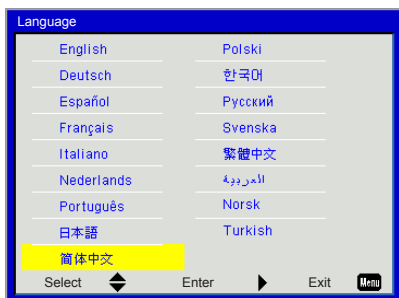 Language
English
Deutsch
Español
Français
Italiano
Nederlands
Português
日本語
简体中文
Polski
한국어
Русский
Svenska
繁體中文
العربية
Norsk
Turkish
Select Enter Exit Menu